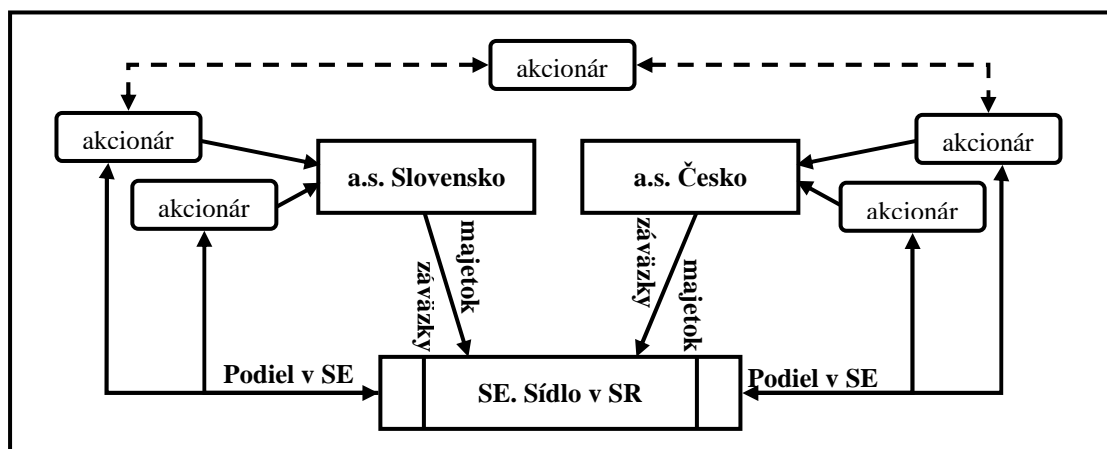 akcionár
akcionár
akcionár
a.s. Slovensko
a.s. Česko
akcionár
akcionár
majetok
záväzky
záväzky
majetok
Podiel v SE
SE. Sídlo v SR
Podiel v SE